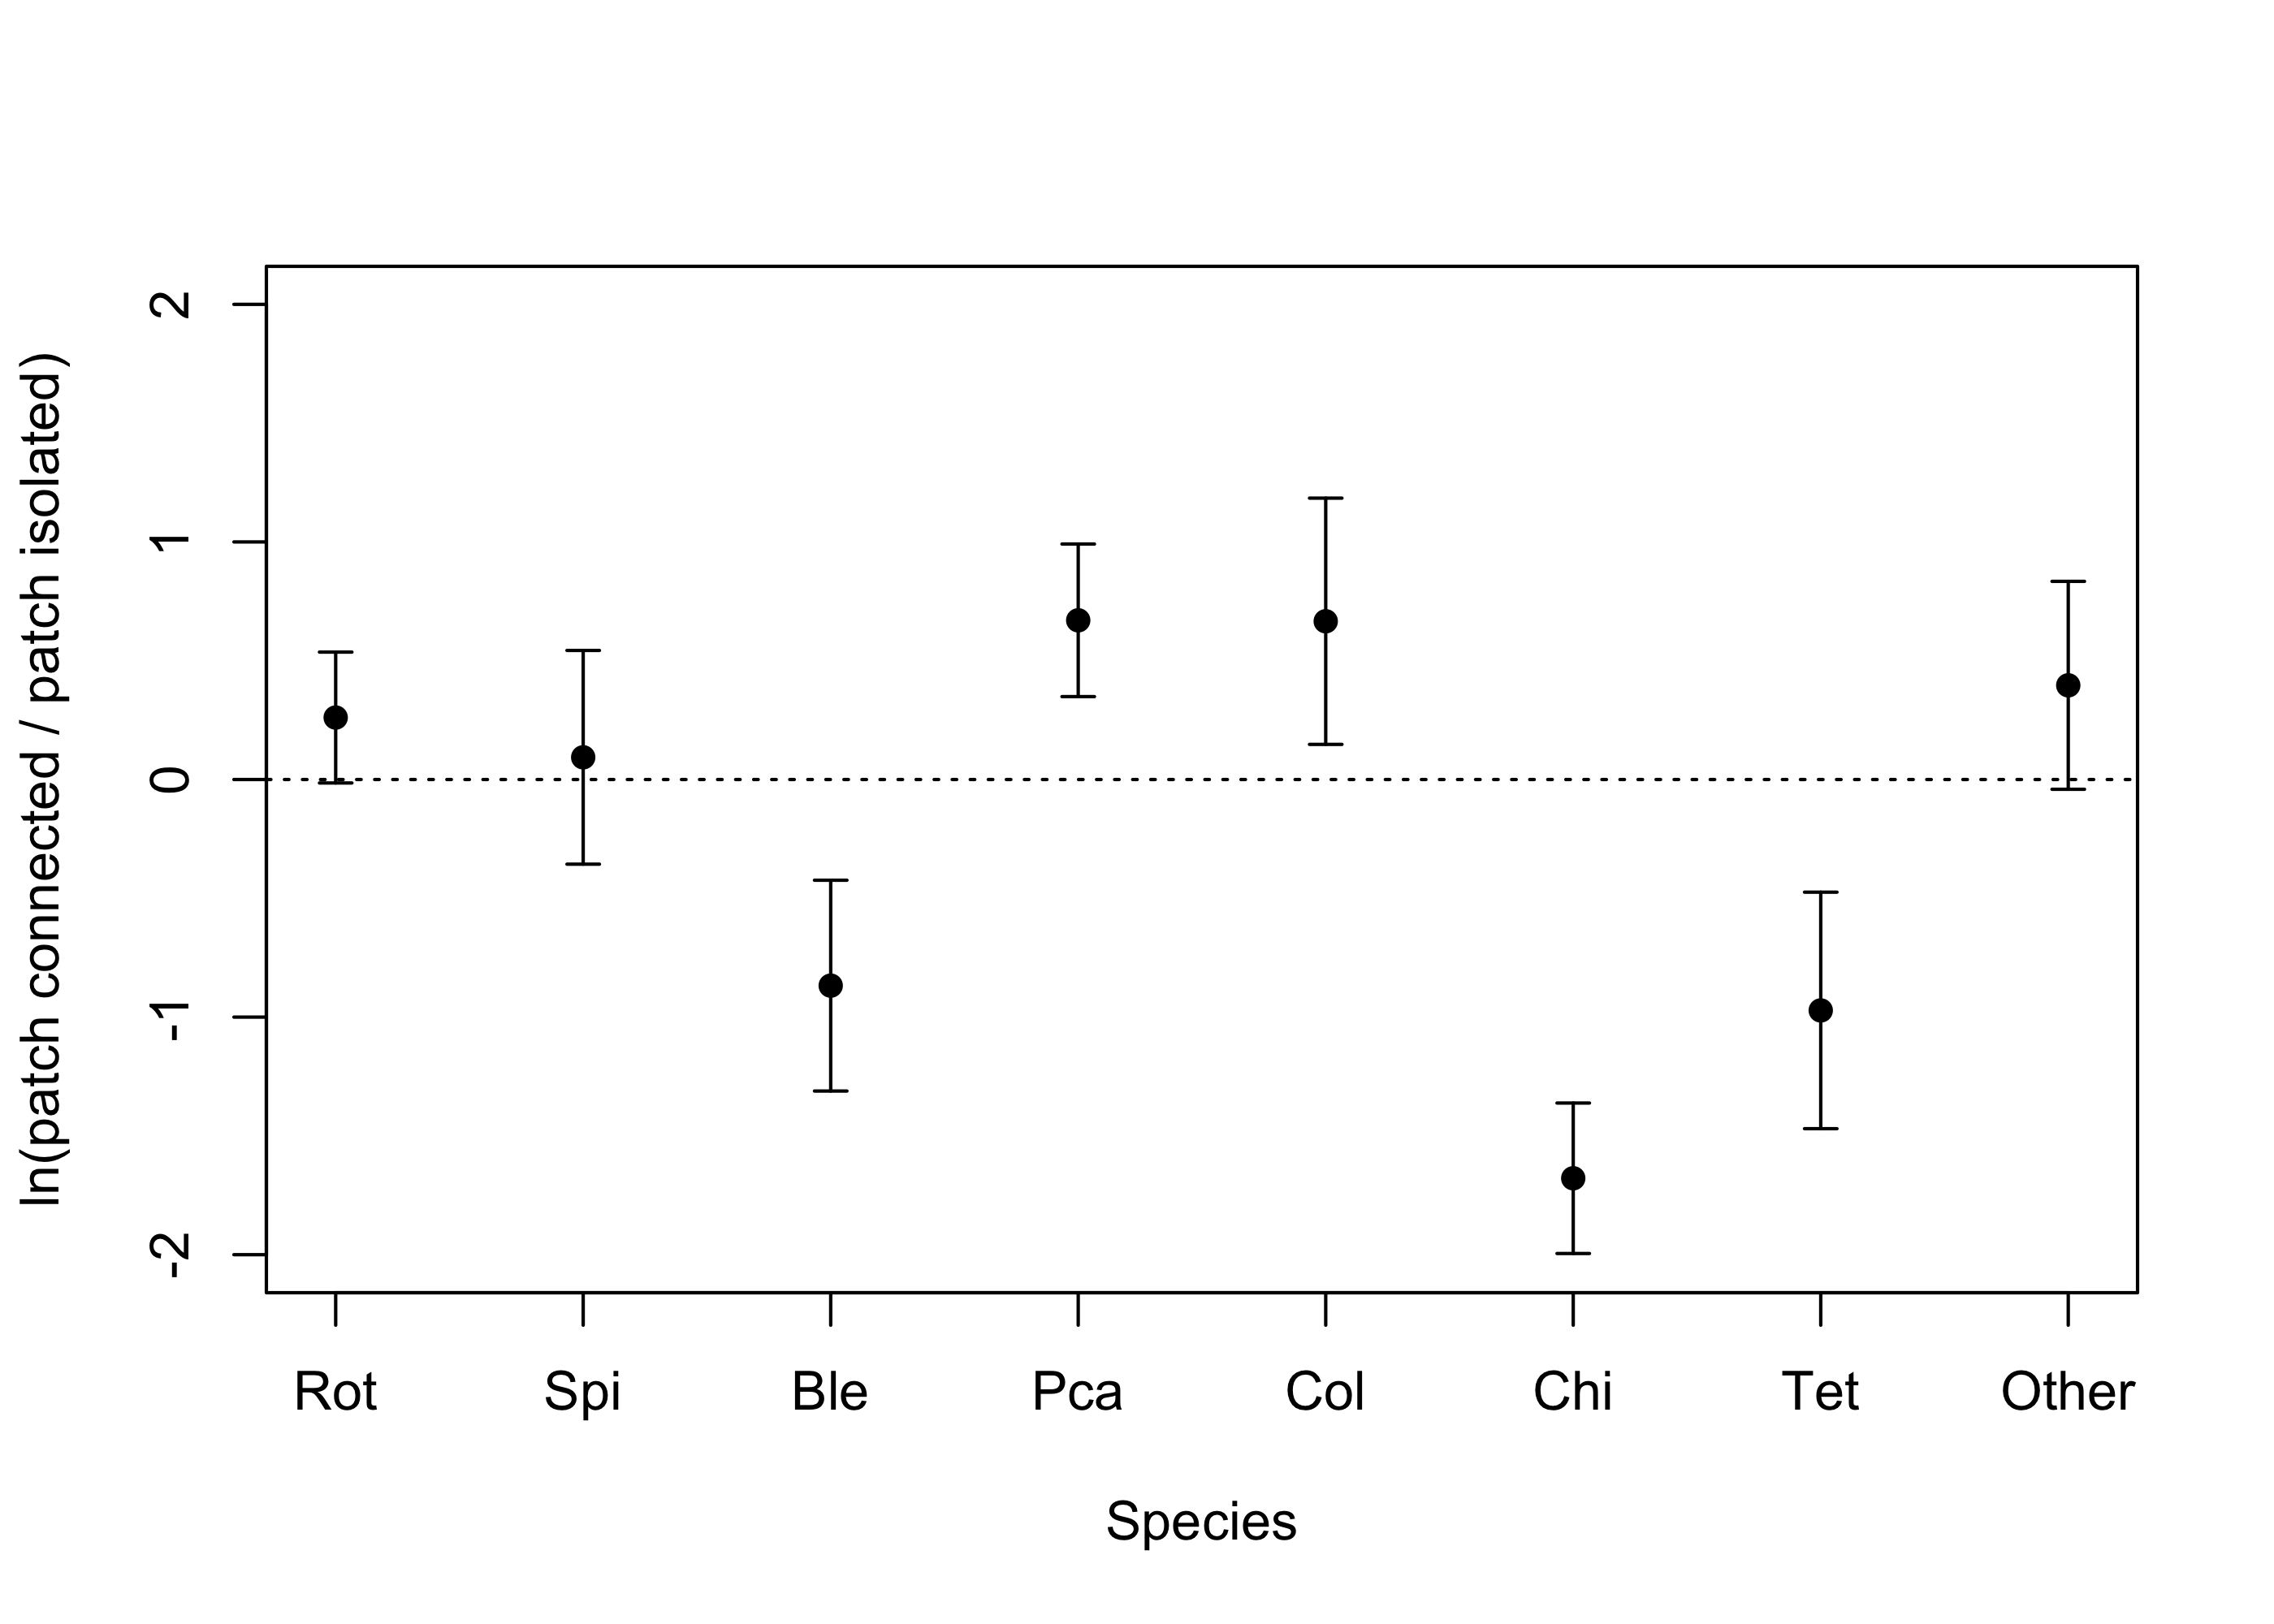 ln(patch connected / patch isolated)
2
1
0
-1
-2
Rot Spi Ble Pca Col Chi Tet Other
Species